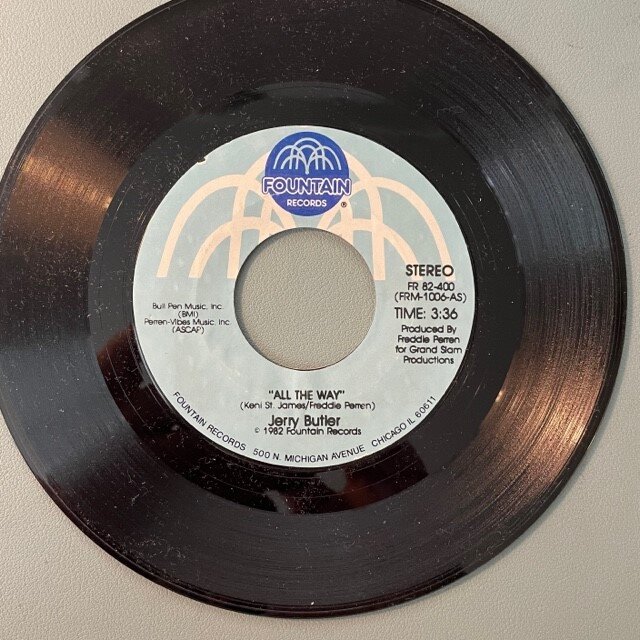 FOUNTAIN
RECORDS
®
STEREO
FR 82-400
(FRM-1006-AS)
TIME: 3:36
Produced By
Freddie Perren
for Grand Slam
Productions
Bull Pen Music, Inc.
(BMI)
Perren-Vibes Music, Inc.
(ASCAP)
"ALL THE WAY"
(Keni St. James/Freddie Perren)
Jerry Butler
© 1982 Fountain Records
FOUNTAIN RECORDS 500 N. MICHIGAN AVENUE CHICAGO IL 60611